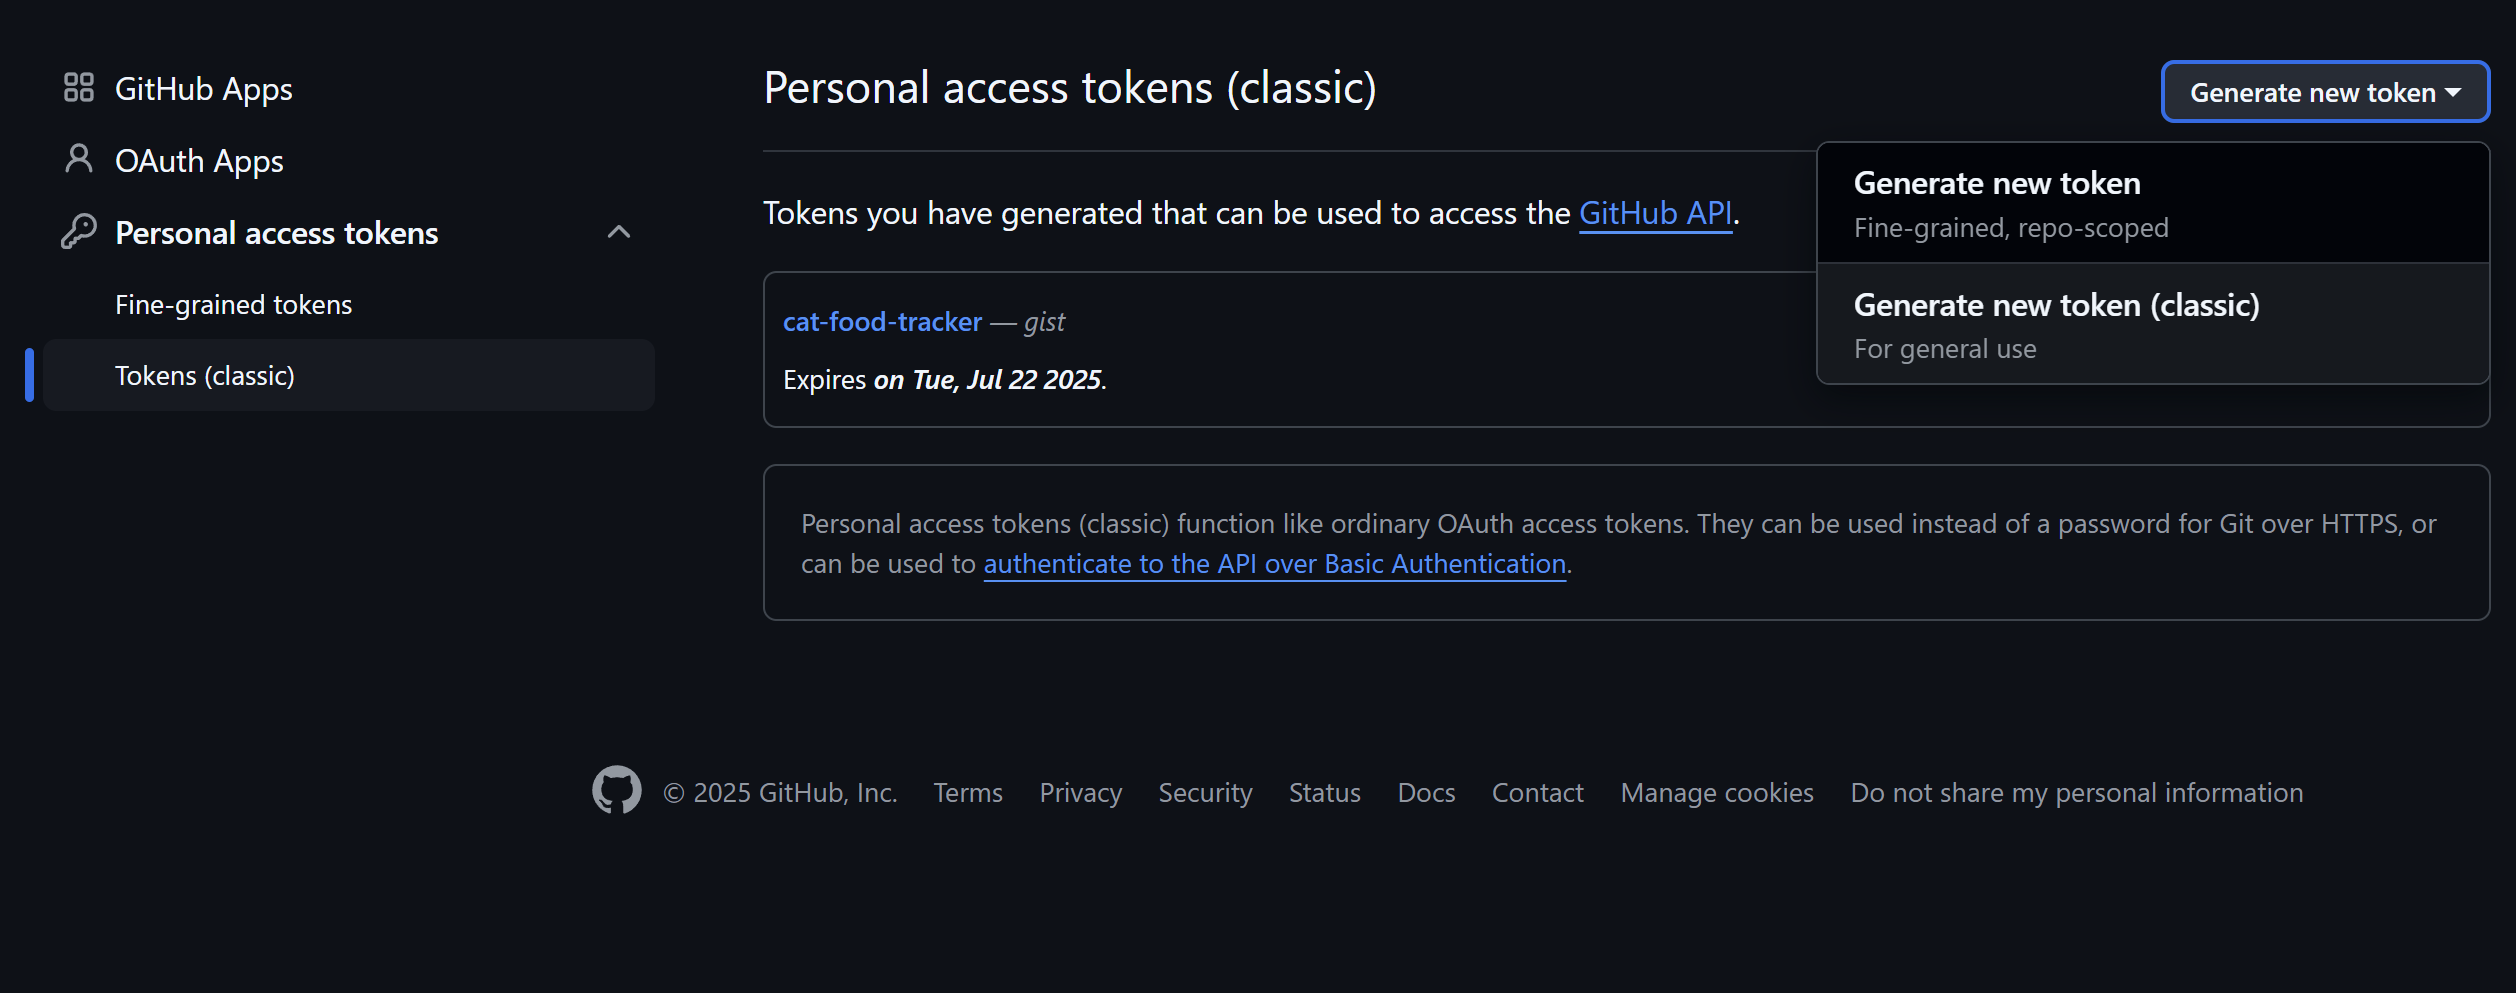 GitHub Apps
OAuth Apps
Personal access tokens
Fine-grained tokens
Tokens (classic)
Personal access tokens (classic)
Generate new token
Generate new token
Fine-grained, repo-scoped
Generate new token (classic)
For general use
Tokens you have generated that can be used to access the GitHub API.
cat-food-tracker — gist
Expires on Tue, Jul 22 2025.
Personal access tokens (classic) function like ordinary OAuth access tokens. They can be used instead of a password for Git over HTTPS, or
can be used to authenticate to the API over Basic Authentication.
© 2025 GitHub, Inc. Terms Privacy Security Status Docs Contact Manage cookies Do not share my personal information